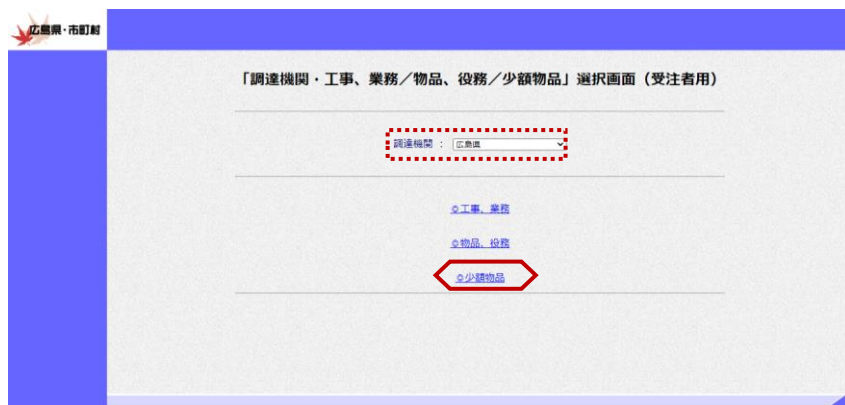 広島県・市町村
「調達機関・工事、業務／物品、役務／少額物品」選択画面（受注者用）
調達機関 : 広島県
◎工事、業務
◎物品、役務
◎少額物品